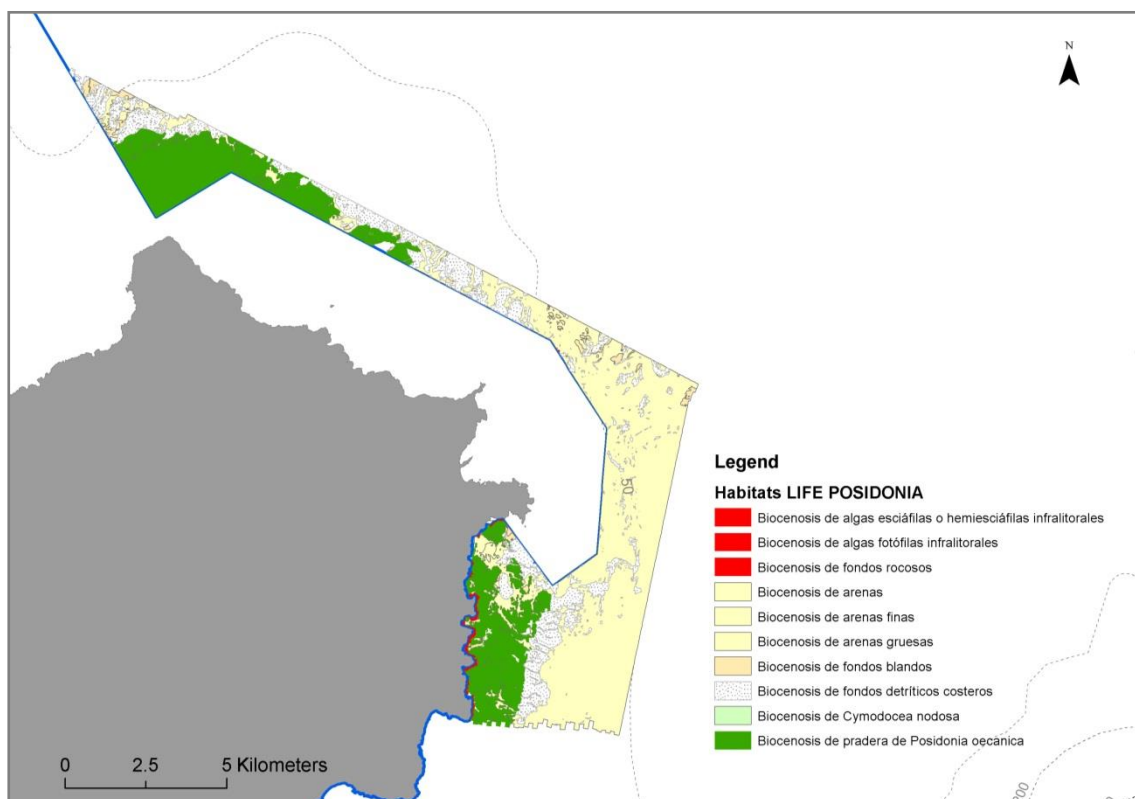 N
50
Legend
Habitats LIFE POSIDONIA
Biocenosis de algas esciáfilas o hemiesciáfilas infralitorales
Biocenosis de algas fotófilas infralitorales
Biocenosis de fondos rocosos
Biocenosis de arenas
Biocenosis de arenas finas
Biocenosis de arenas gruesas
Biocenosis de fondos blandos
Biocenosis de fondos detríticos costeros
Biocenosis de Cymodocea nodosa
Biocenosis de pradera de Posidonia oecanica
0 2.5 5 Kilometers
200